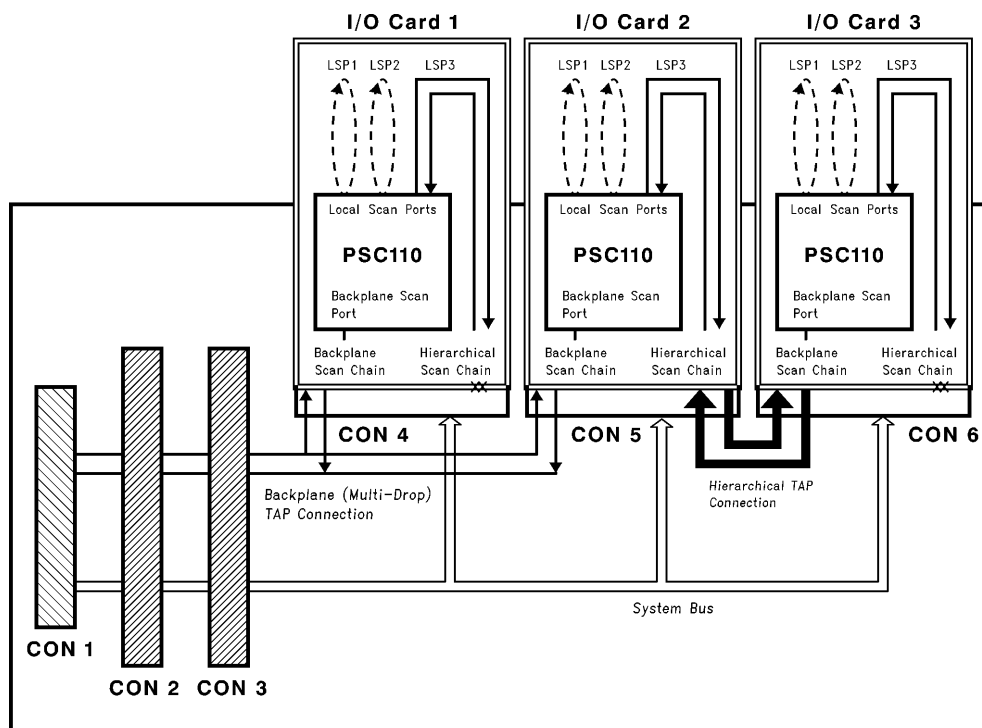 I/O Card 1
I/O Card 2
I/O Card 3
LSP1
LSP2
LSP3
LSP1
LSP2
LSP3
LSP1
LSP2
LSP3
Local Scan Ports
Local Scan Ports
Local Scan Ports
PSC110
PSC110
PSC110
Backplane Scan
Port
Backplane Scan
Port
Backplane Scan
Port
Backplane
Scan Chain
Hierarchical
Scan Chain
Backplane
Scan Chain
Hierarchical
Scan Chain
Backplane
Scan Chain
Hierarchical
Scan Chain
CON 4
CON 5
CON 6
Backplane (Multi-Drop)
TAP Connection
Hierarchical TAP
Connection
System Bus
CON 1
CON 2
CON 3